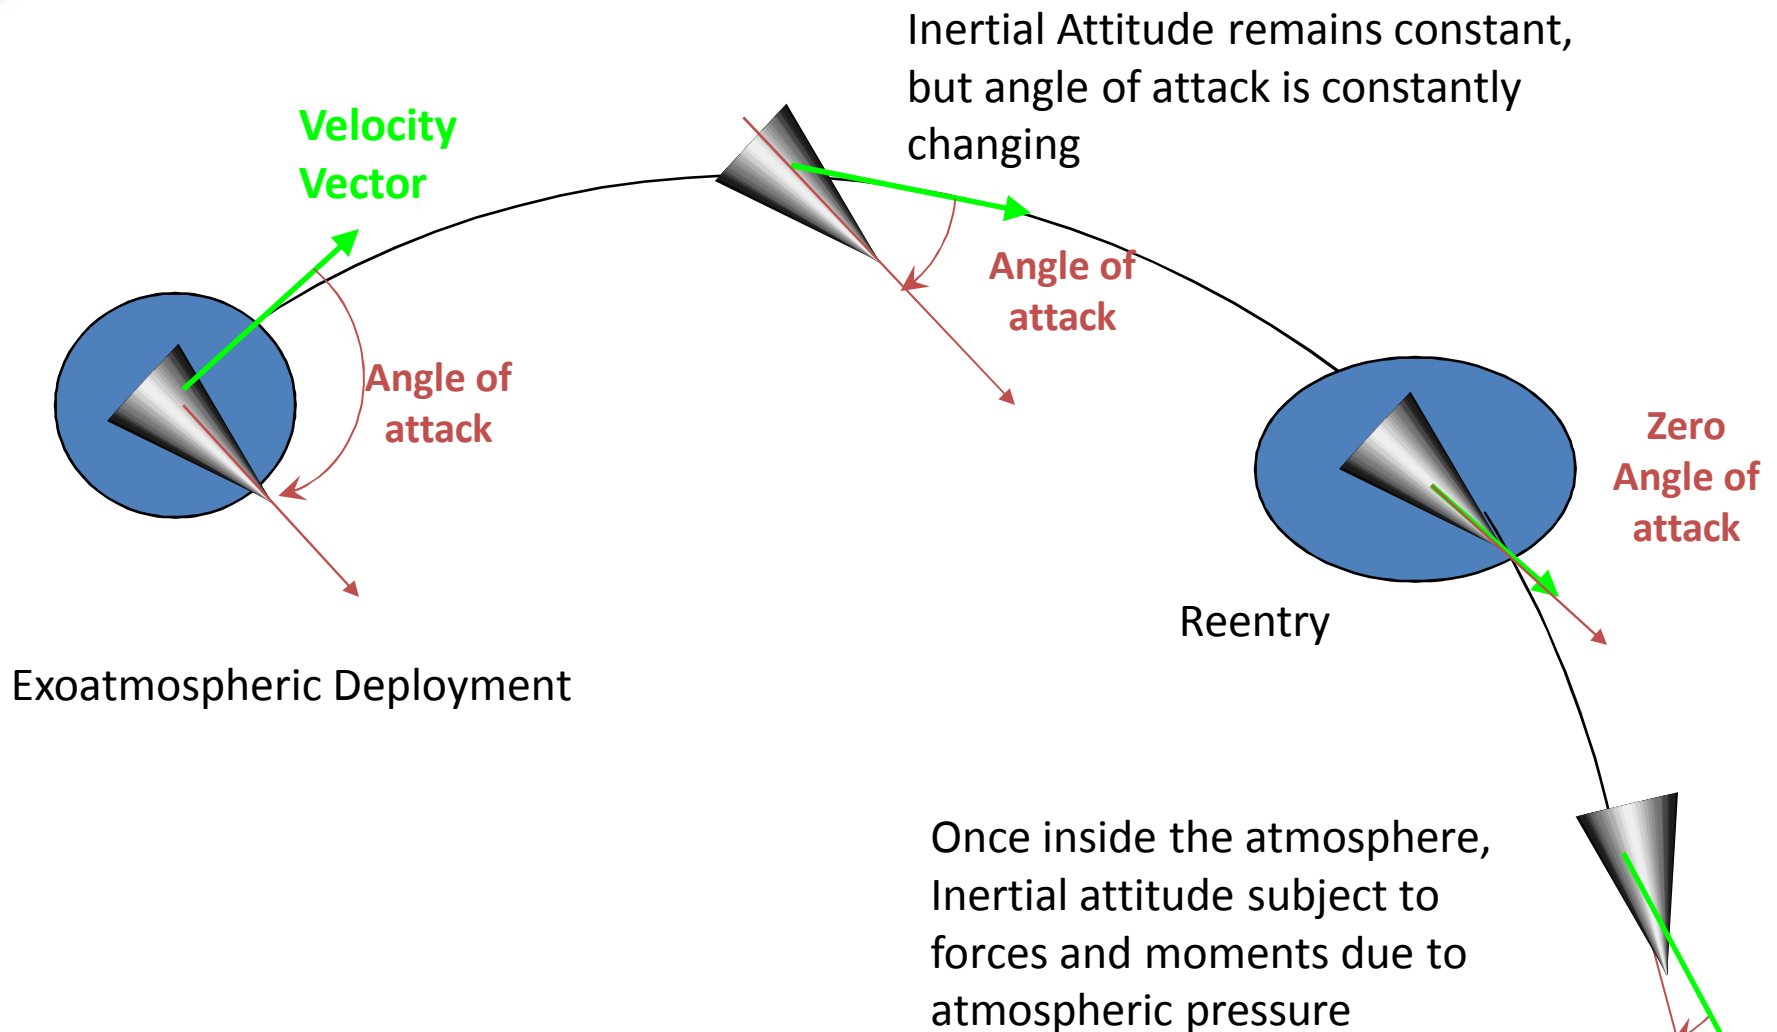 Inertial Attitude remains constant,
but angle of attack is constantly
changing
Velocity
Vector
Angle of
attack
Angle of
attack
Zero
Angle of
attack
Reentry
Exoatmospheric Deployment
Once inside the atmosphere,
Inertial attitude subject to
forces and moments due to
atmospheric pressure